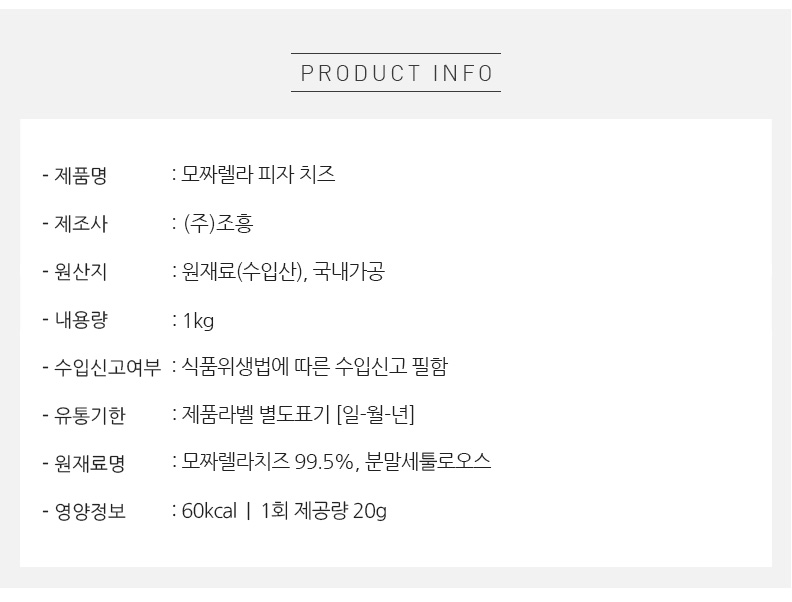 PRODUCT INFO
- 제품명 : 모짜렐라 피자 치즈
- 제조사 : (주)조흥
- 원산지 : 원재료(수입산), 국내가공
- 내용량 : 1kg
- 수입신고여부 : 식품위생법에 따른 수입신고 필함
- 유통기한 : 제품라벨 별도표기 [일-월-년]
- 원재료명 : 모짜렐라치즈 99.5%, 분말세툴로오스
- 영양정보 : 60kcal | 1회 제공량 20g